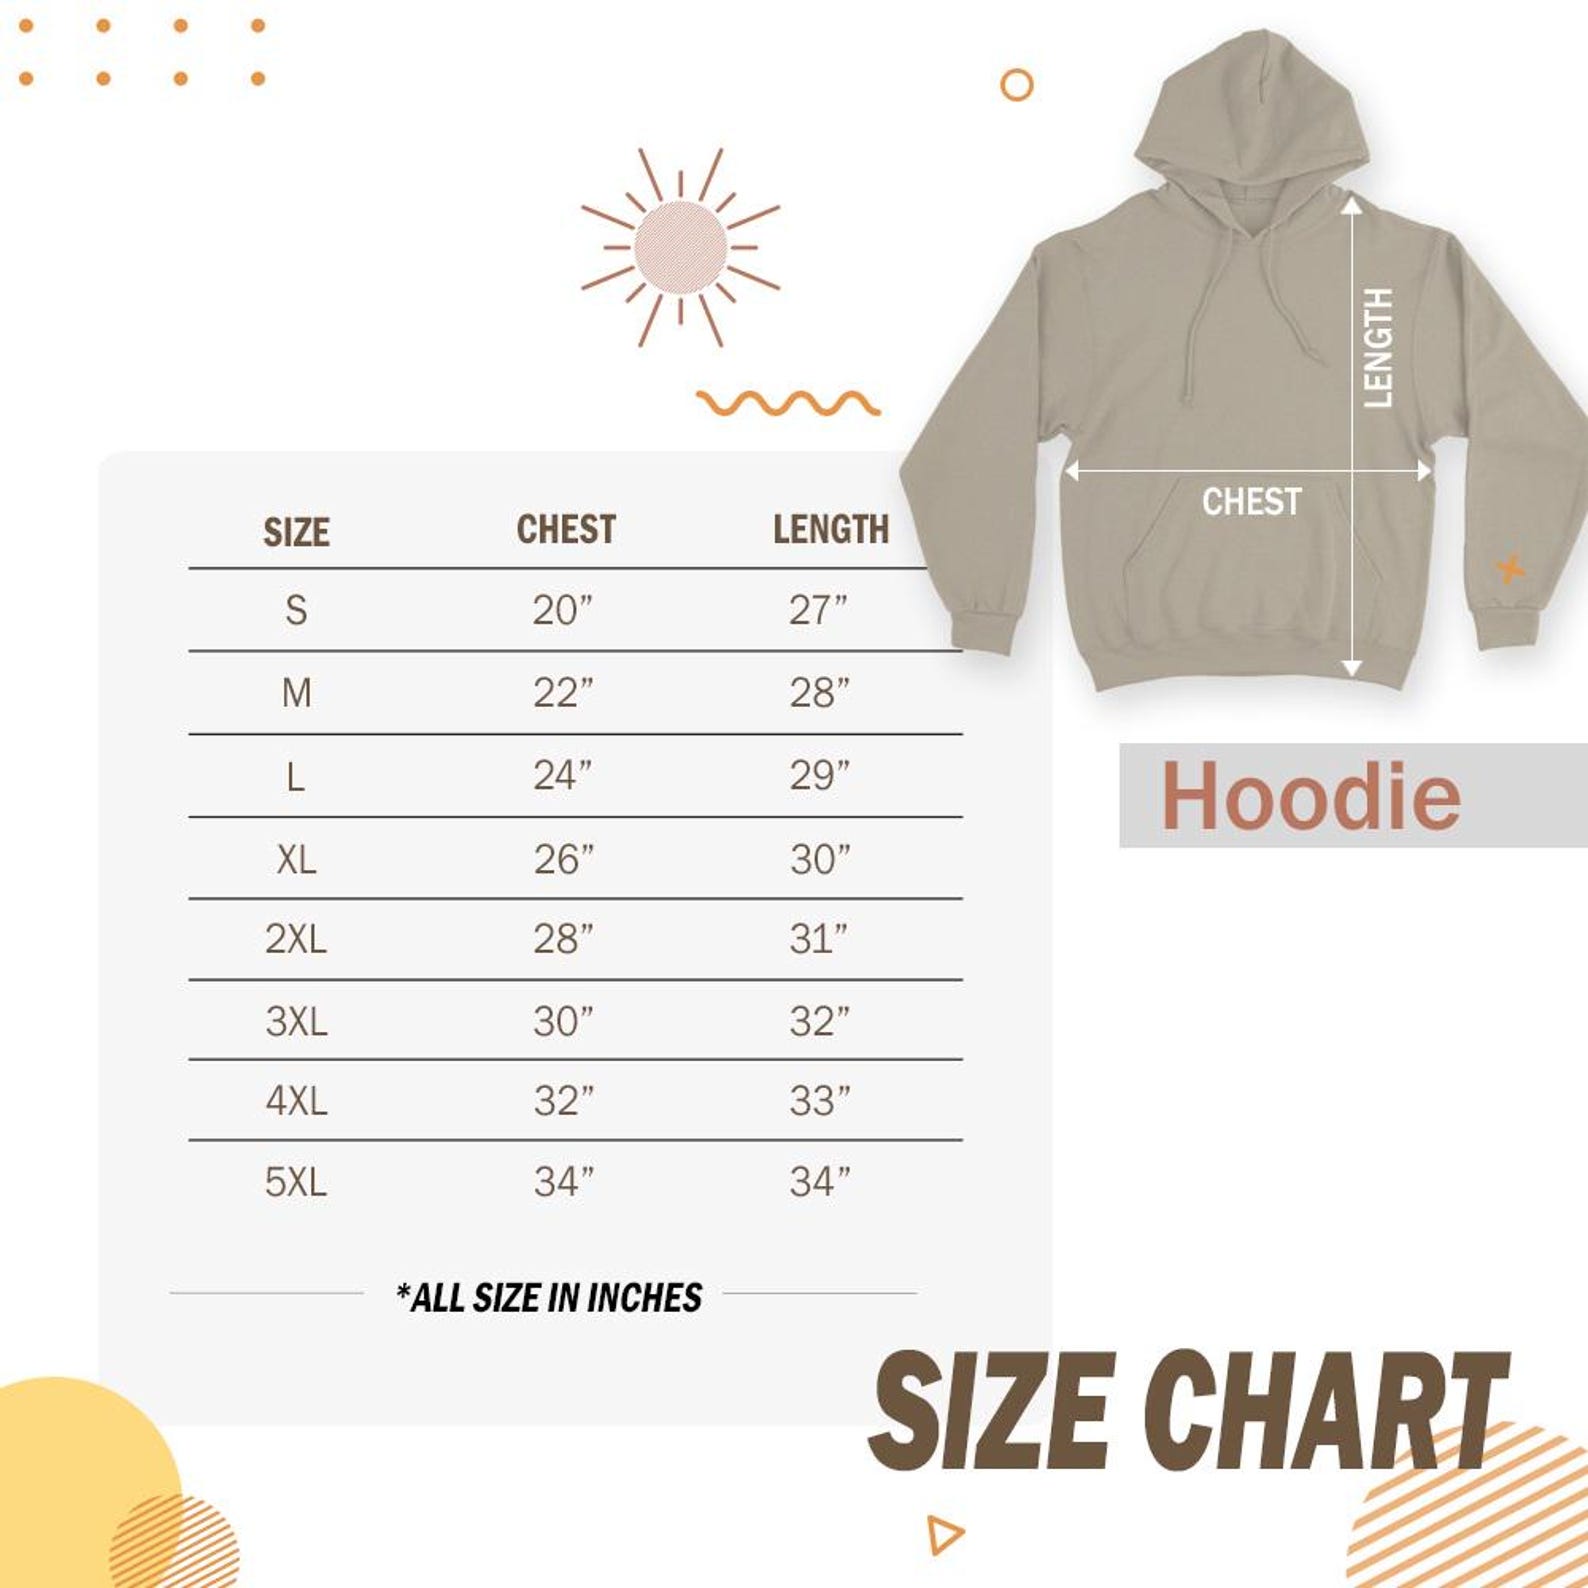 LENGTH
CHEST
SIZE CHEST LENGTH
S 20” 27”
M 22” 28”
L 24” 29”
XL 26” 30”
2XL 28” 31”
3XL 30” 32”
4XL 32” 33”
5XL 34” 34”
Hoodie
*ALL SIZE IN INCHES
SIZE CHART